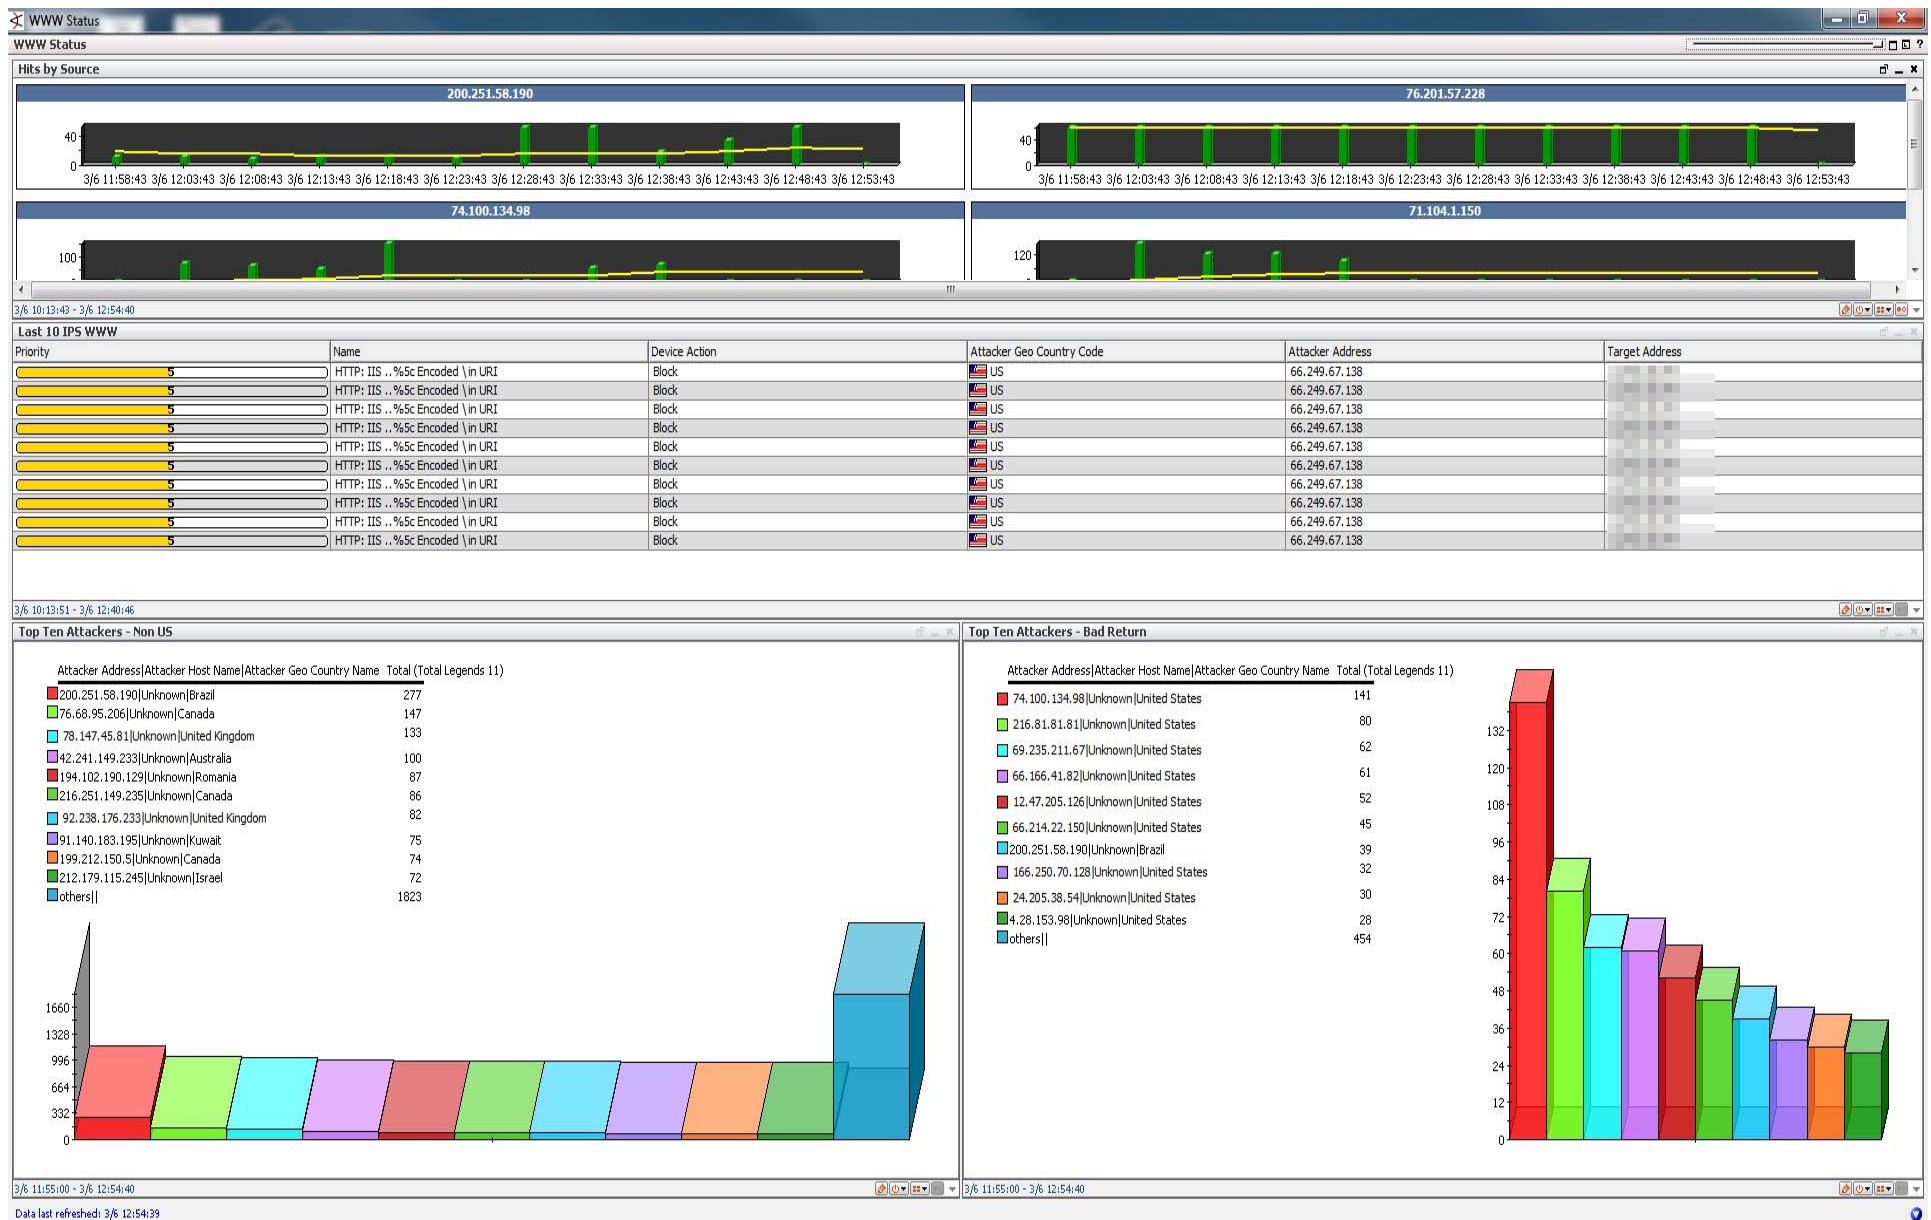 WWW Status
WWW Status
Hits by Source
200.251.58.190
40
0
3/6 11:58:43 3/6 12:03:43 3/6 12:08:43 3/6 12:13:43 3/6 12:18:43 3/6 12:23:43 3/6 12:28:43 3/6 12:33:43 3/6 12:38:43 3/6 12:43:43 3/6 12:48:43 3/6 12:53:43
76.201.57.228
40
0
3/6 11:58:43 3/6 12:03:43 3/6 12:08:43 3/6 12:13:43 3/6 12:18:43 3/6 12:23:43 3/6 12:28:43 3/6 12:33:43 3/6 12:38:43 3/6 12:43:43 3/6 12:48:43 3/6 12:53:43
74.100.134.98
100
71.104.1.150
120
3/6 10:13:43 - 3/6 12:54:40
Last 10 IPS WWW
Priority Name Device Action Attacker Geo Country Code Attacker Address Target Address
5 HTTP: IIS ..%5c Encoded \ in URI Block US 66.249.67.138
5 HTTP: IIS ..%5c Encoded \ in URI Block US 66.249.67.138
5 HTTP: IIS ..%5c Encoded \ in URI Block US 66.249.67.138
5 HTTP: IIS ..%5c Encoded \ in URI Block US 66.249.67.138
5 HTTP: IIS ..%5c Encoded \ in URI Block US 66.249.67.138
5 HTTP: IIS ..%5c Encoded \ in URI Block US 66.249.67.138
5 HTTP: IIS ..%5c Encoded \ in URI Block US 66.249.67.138
5 HTTP: IIS ..%5c Encoded \ in URI Block US 66.249.67.138
5 HTTP: IIS ..%5c Encoded \ in URI Block US 66.249.67.138
5 HTTP: IIS ..%5c Encoded \ in URI Block US 66.249.67.138
3/6 10:13:51 - 3/6 12:40:46
Top Ten Attackers - Non US
Attacker Address|Attacker Host Name|Attacker Geo Country Name Total (Total Legends 11)
200.251.58.190|Unknown|Brazil 277
76.68.95.206|Unknown|Canada 147
78.147.45.81|Unknown|United Kingdom 133
42.241.149.233|Unknown|Australia 100
194.102.190.129|Unknown|Romania 87
216.251.149.235|Unknown|Canada 86
92.238.176.233|Unknown|United Kingdom 82
91.140.183.195|Unknown|Kuwait 75
199.212.150.5|Unknown|Canada 74
212.179.115.245|Unknown|Israel 72
others|| 1823
1660
1328
996
664
332
0
3/6 11:55:00 - 3/6 12:54:40
Top Ten Attackers - Bad Return
Attacker Address|Attacker Host Name|Attacker Geo Country Name Total (Total Legends 11)
74.100.134.98|Unknown|United States 141
216.81.81.81|Unknown|United States 80
69.235.211.67|Unknown|United States 62
66.166.41.82|Unknown|United States 61
12.47.205.126|Unknown|United States 52
66.214.22.150|Unknown|United States 45
200.251.58.190|Unknown|Brazil 39
166.250.70.128|Unknown|United States 32
24.205.38.54|Unknown|United States 30
4.28.153.98|Unknown|United States 28
others|| 454
132
120
108
96
84
72
60
48
36
24
12
0
3/6 11:55:00 - 3/6 12:54:40
Data last refreshed: 3/6 12:54:39